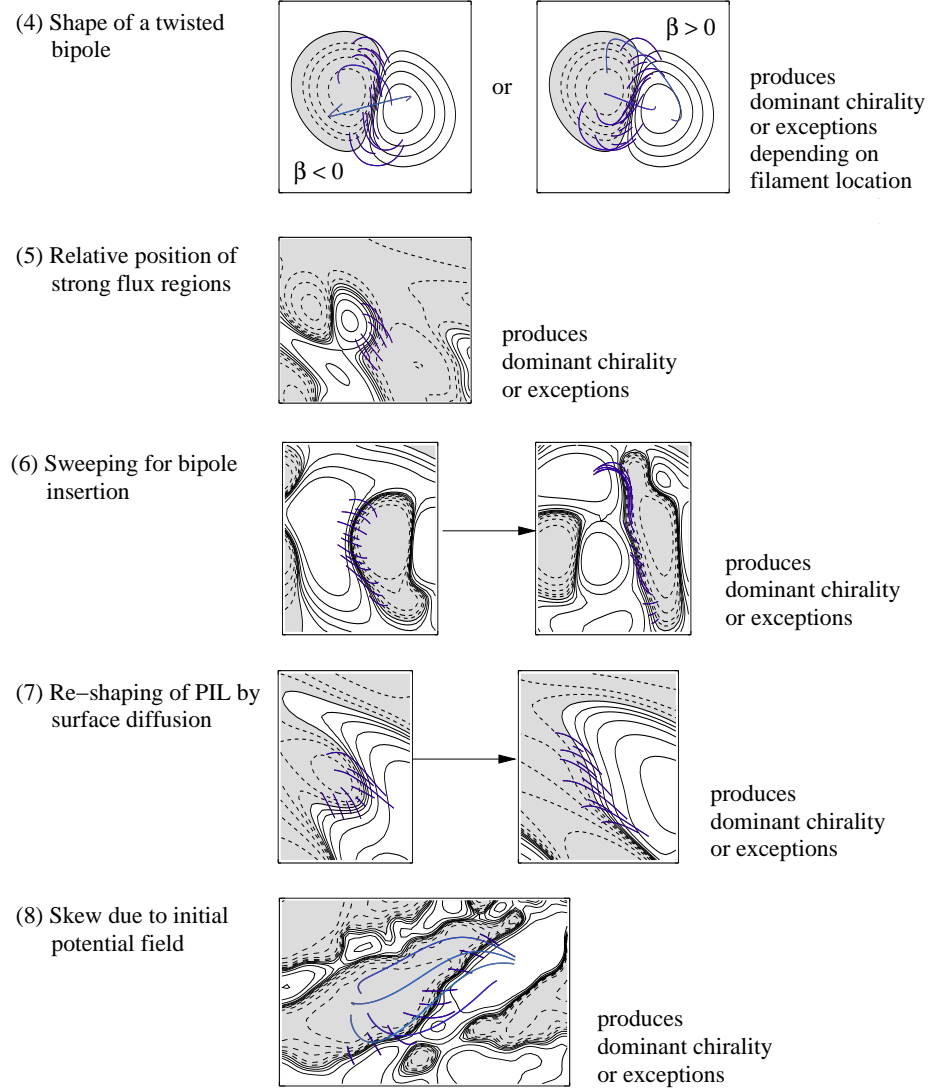 (4) Shape of a twisted
bipole
β < 0
or
β > 0
produces
dominant chirality
or exceptions
depending on
filament location
(5) Relative position of
strong flux regions
produces
dominant chirality
or exceptions
(6) Sweeping for bipole
insertion
produces
dominant chirality
or exceptions
(7) Re−shaping of PIL by
surface diffusion
produces
dominant chirality
or exceptions
(8) Skew due to initial
potential field
produces
dominant chirality
or exceptions